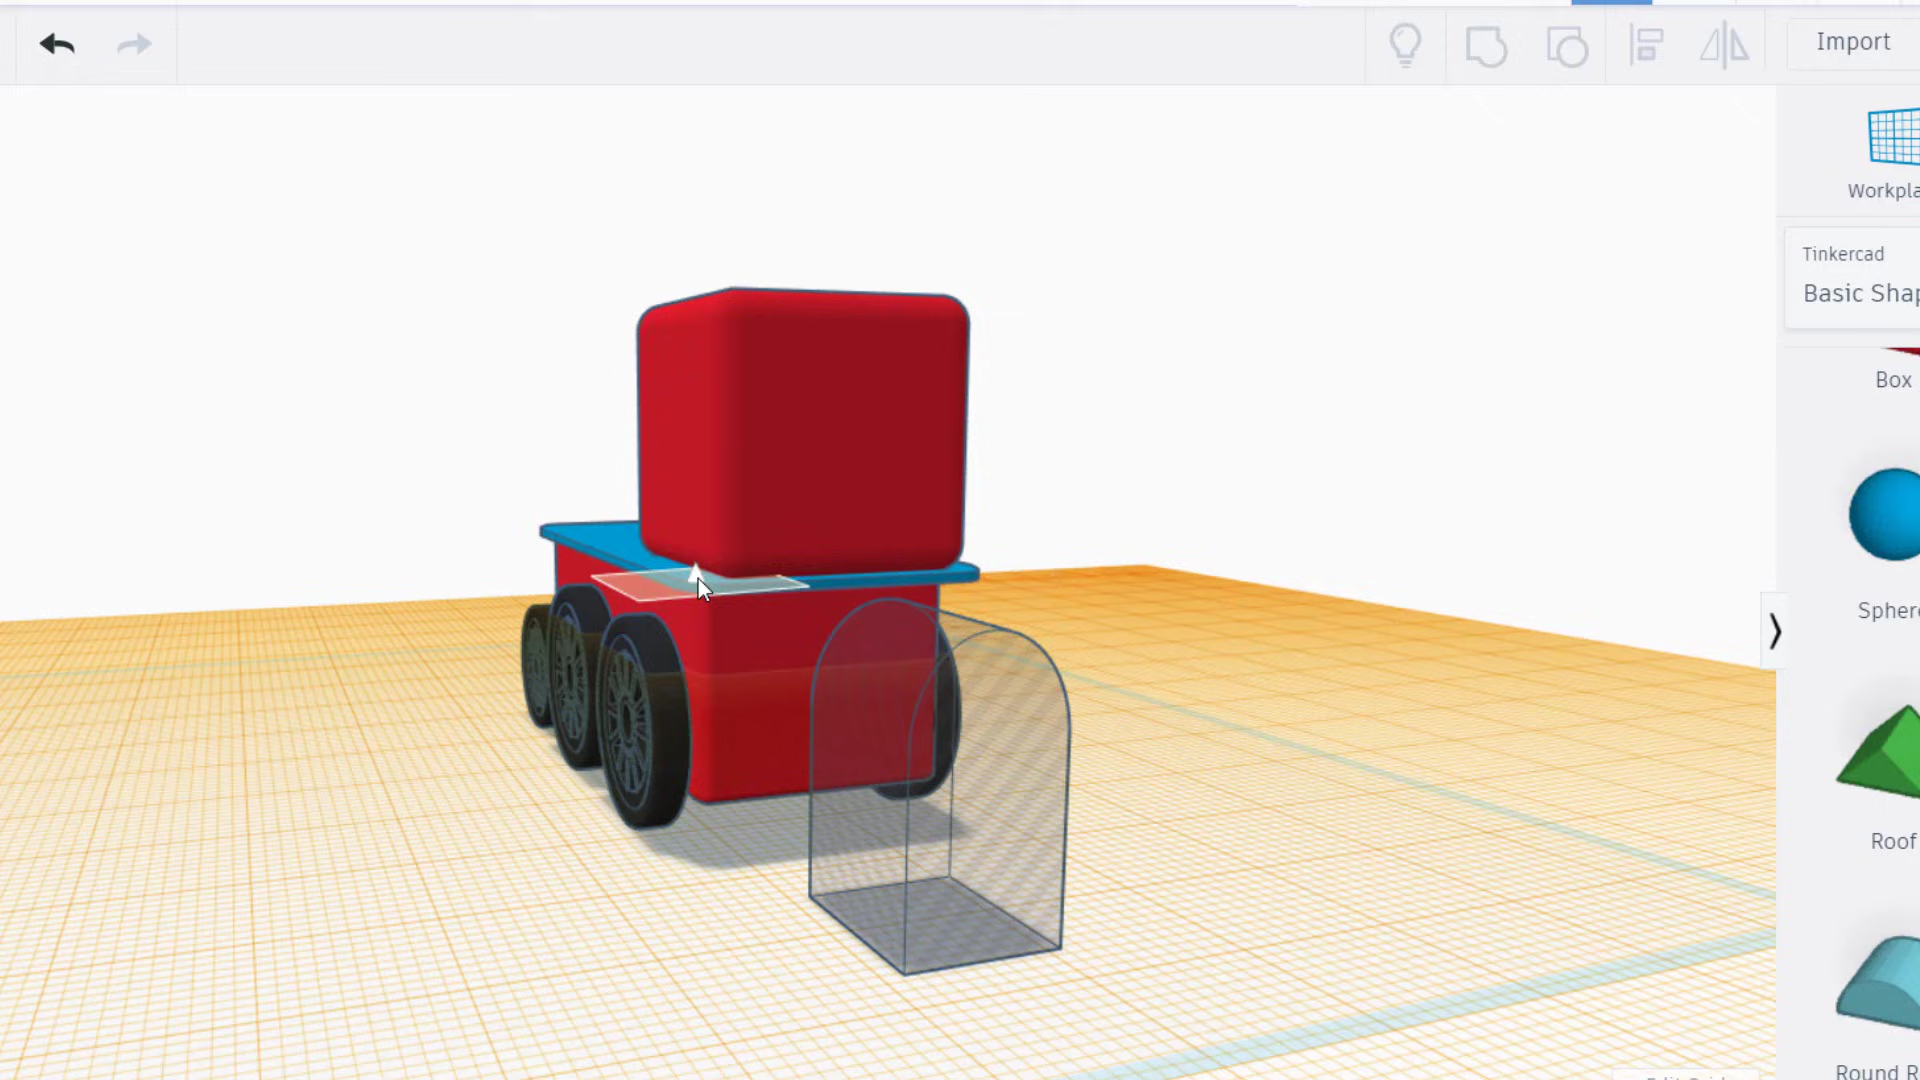 Import
Workpla
Tinkercad
Basic Shap
Box
Sphere
Roof
Round R